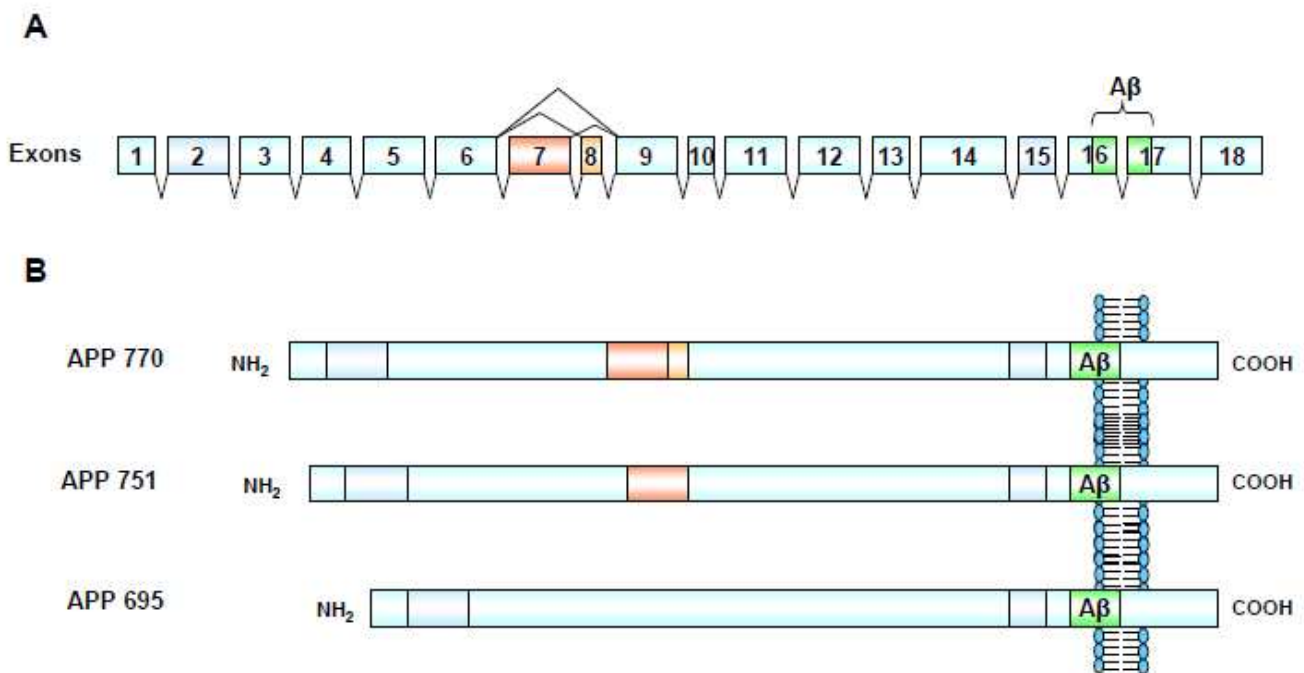 A
Aβ
Exons 1 2 3 4 5 6 7 8 9 10 11 12 13 14 15 16 17 18
B
APP 770 NH₂ Aβ COOH
APP 751 NH₂ Aβ COOH
APP 695 NH₂ Aβ COOH